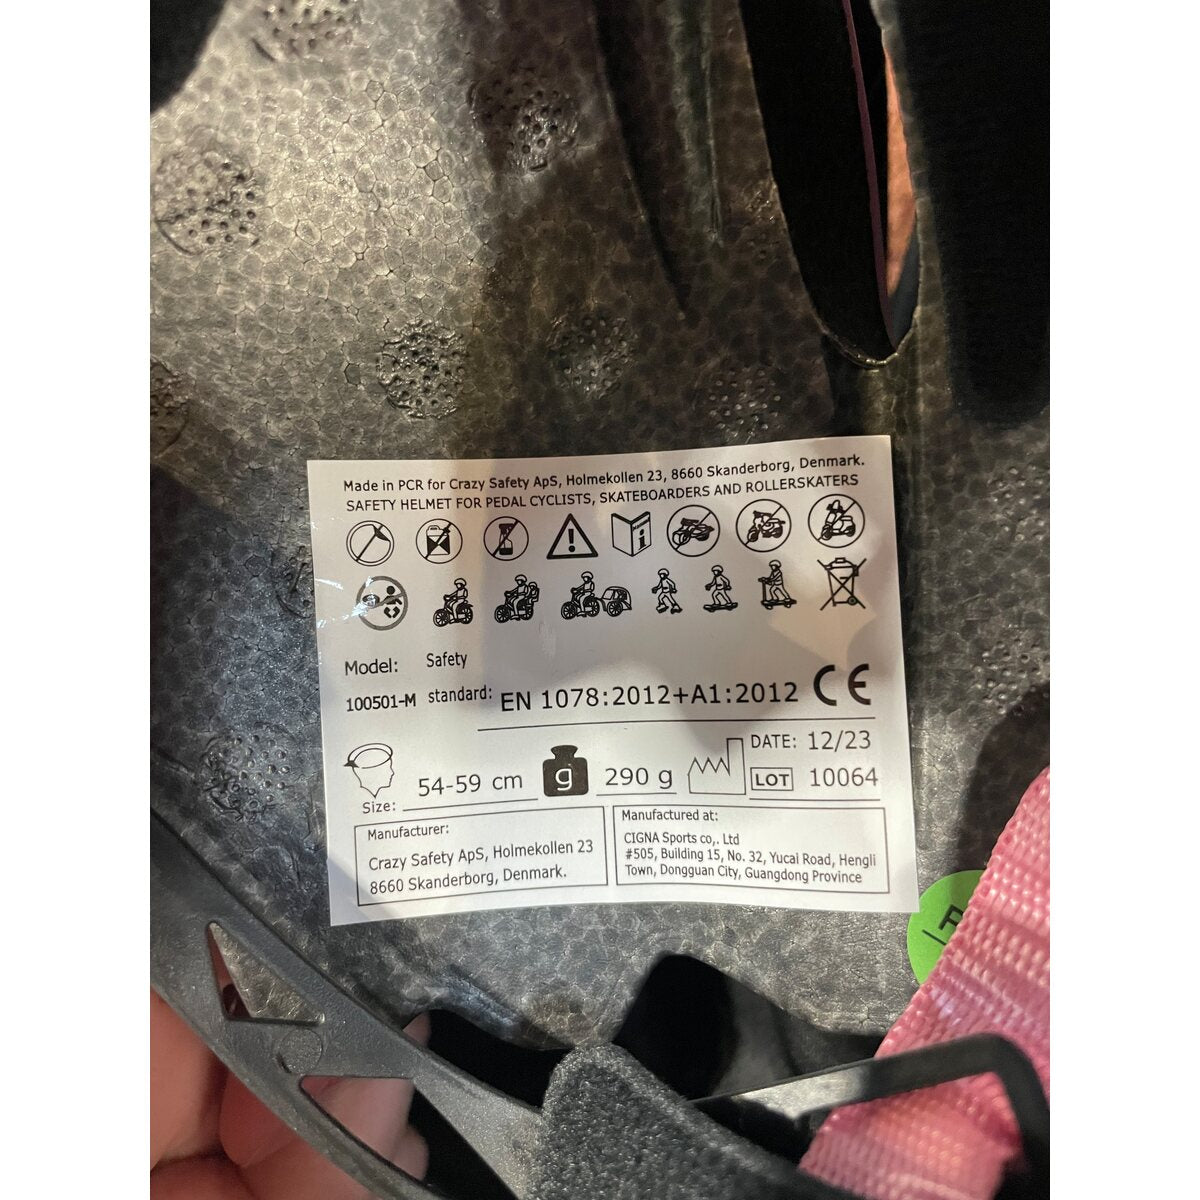 Made in PCR for Crazy Safety ApS, Holmekollen 23, 8660 Skanderborg, Denmark.
SAFETY HELMET FOR PEDAL CYCLISTS, SKATEBOARDERS AND ROLLERSKATERS
Model: Safety
100501-M standard: EN 1078:2012+A1:2012 CE
DATE: 12/23
Size: 54-59 cm g 290 g LOT 10064
Manufacturer:
Crazy Safety ApS, Holmekollen 23
8660 Skanderborg, Denmark.
Manufactured at:
CIGNA Sports co,. Ltd
#505, Building 15, No. 32, Yucai Road, Hengli
Town, Dongguan City, Guangdong Province